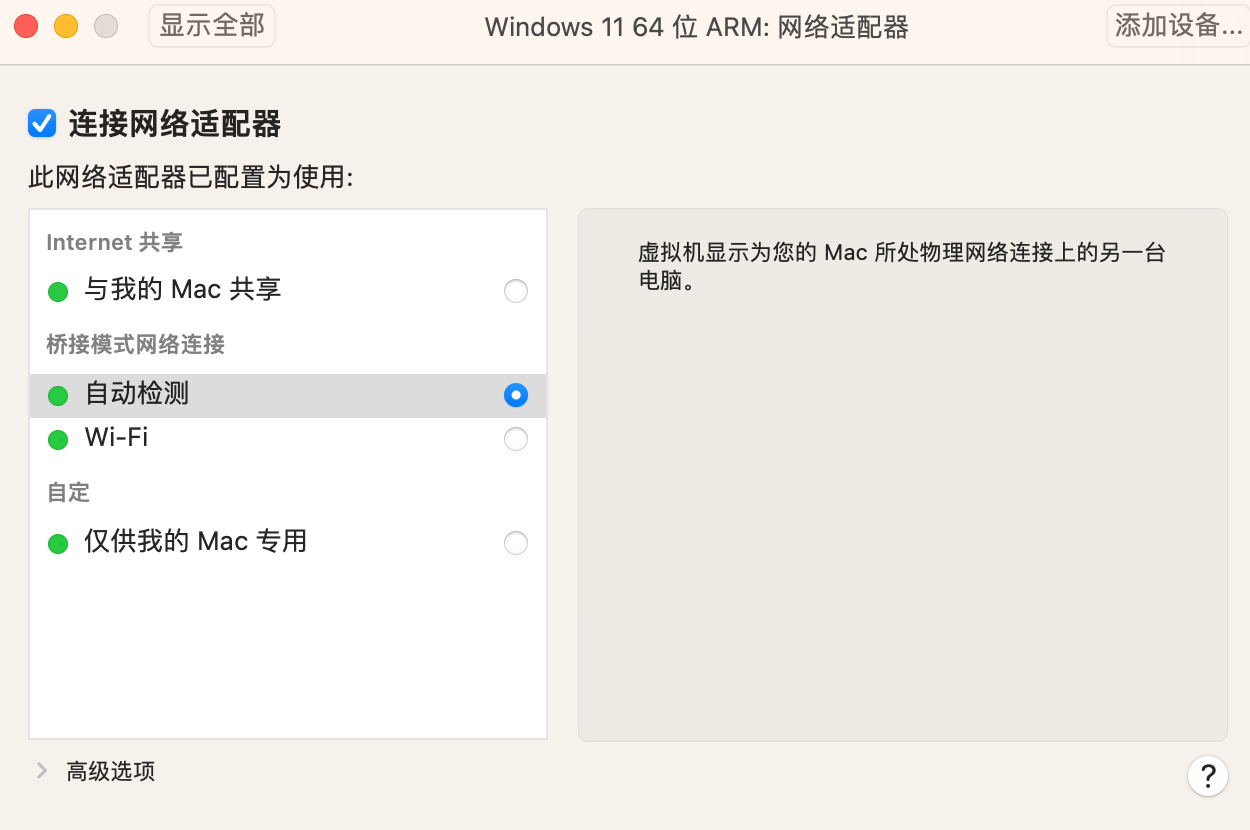 显示全部
Windows 11 64 位 ARM: 网络适配器
添加设备...
连接网络适配器
此网络适配器已配置为使用:
Internet 共享
与我的 Mac 共享
桥接模式网络连接
自动检测
Wi-Fi
自定
仅供我的 Mac 专用
虚拟机显示为您的 Mac 所处物理网络连接上的另一台
电脑。
高级选项
?